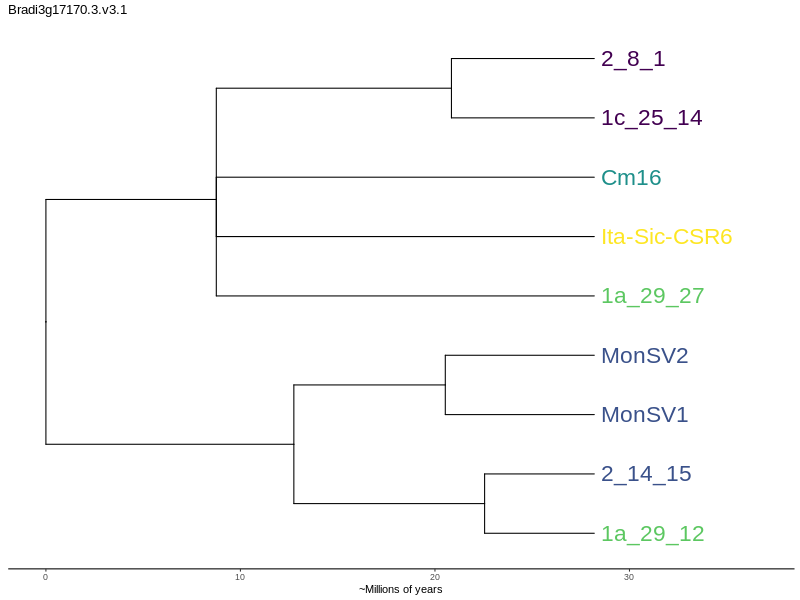 Bradi3g17170.3.v3.1
2_8_1
1c_25_14
Cm16
Ita-Sic-CSR6
1a_29_27
MonSV2
MonSV1
2_14_15
1a_29_12
0 10 20 30
~Millions of years